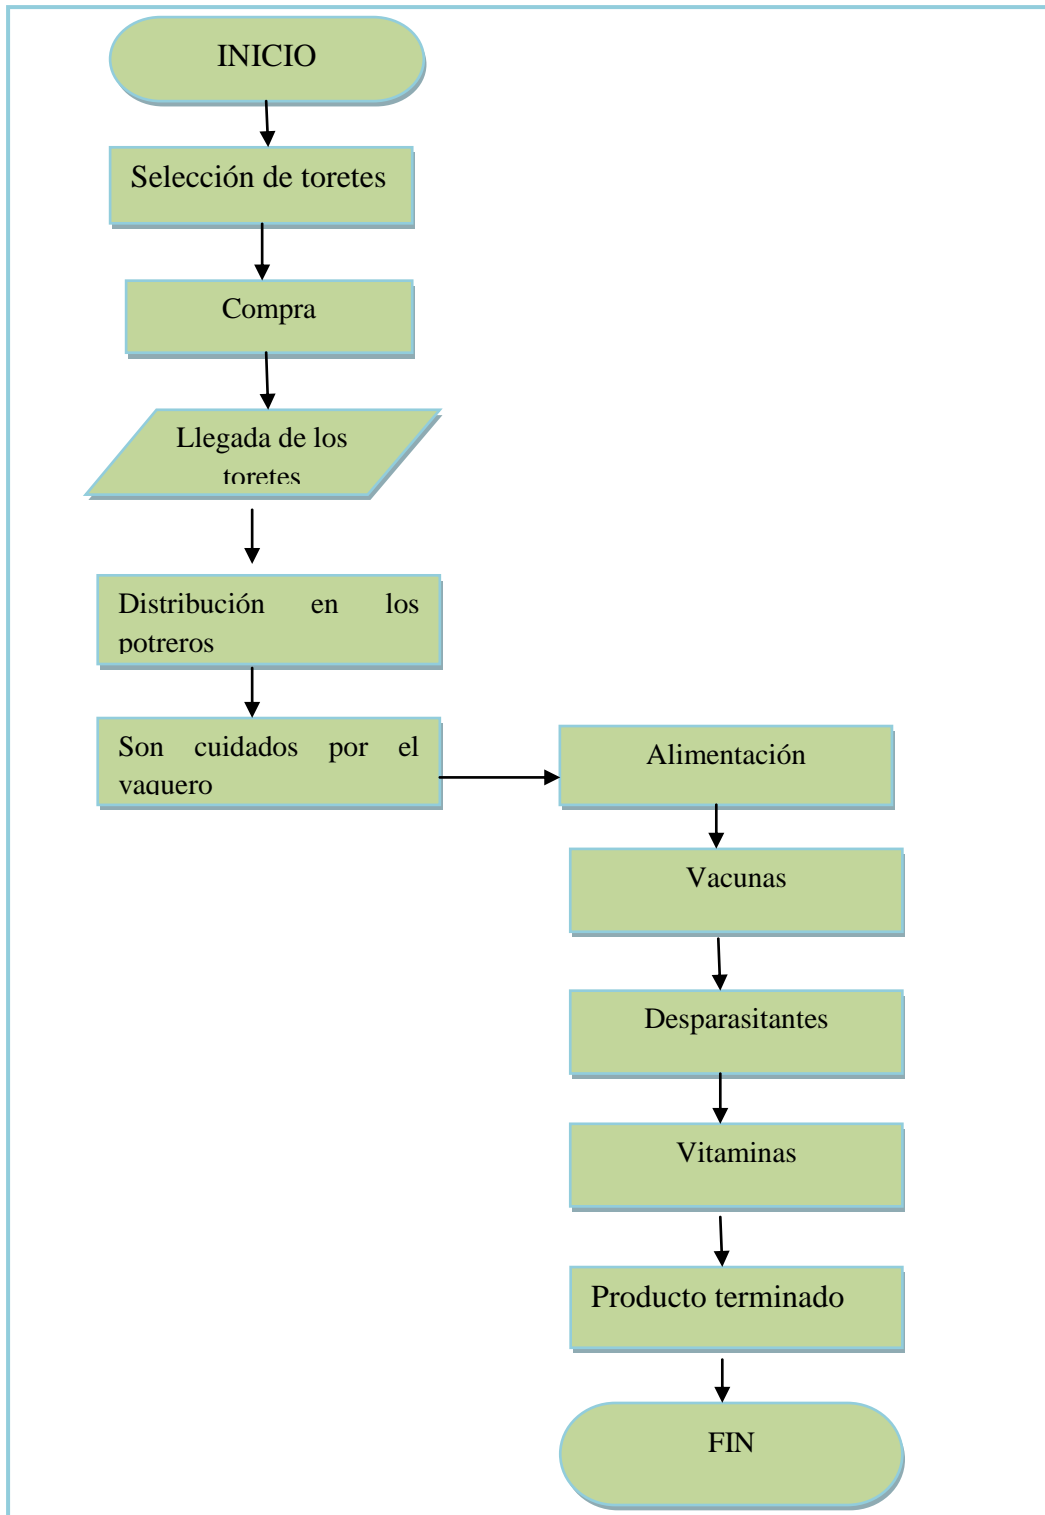 INICIO
Selección de toretes
Compra
Llegada de los
toretes
Distribución en los
potreros
Son cuidados por el
vaquero
Alimentación
Vacunas
Desparasitantes
Vitaminas
Producto terminado
FIN